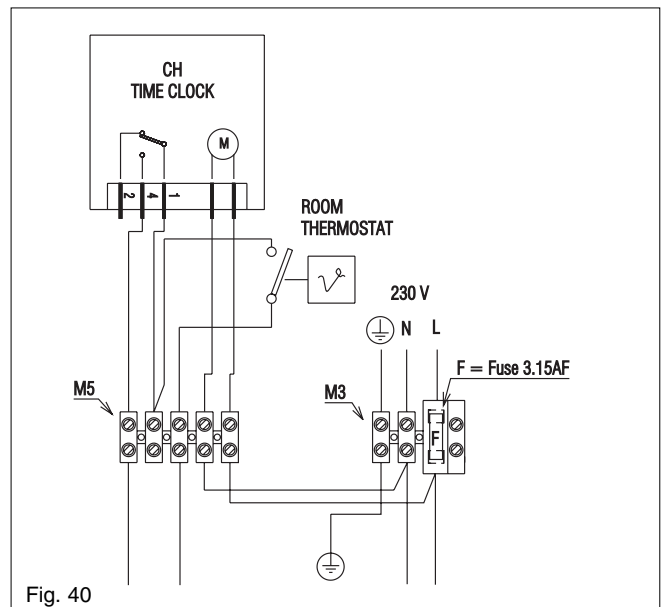 CH
TIME CLOCK
M
2 4 1
ROOM
THERMOSTAT
230 V
N L
F = Fuse 3.15AF
M5
M3
F
Fig. 40